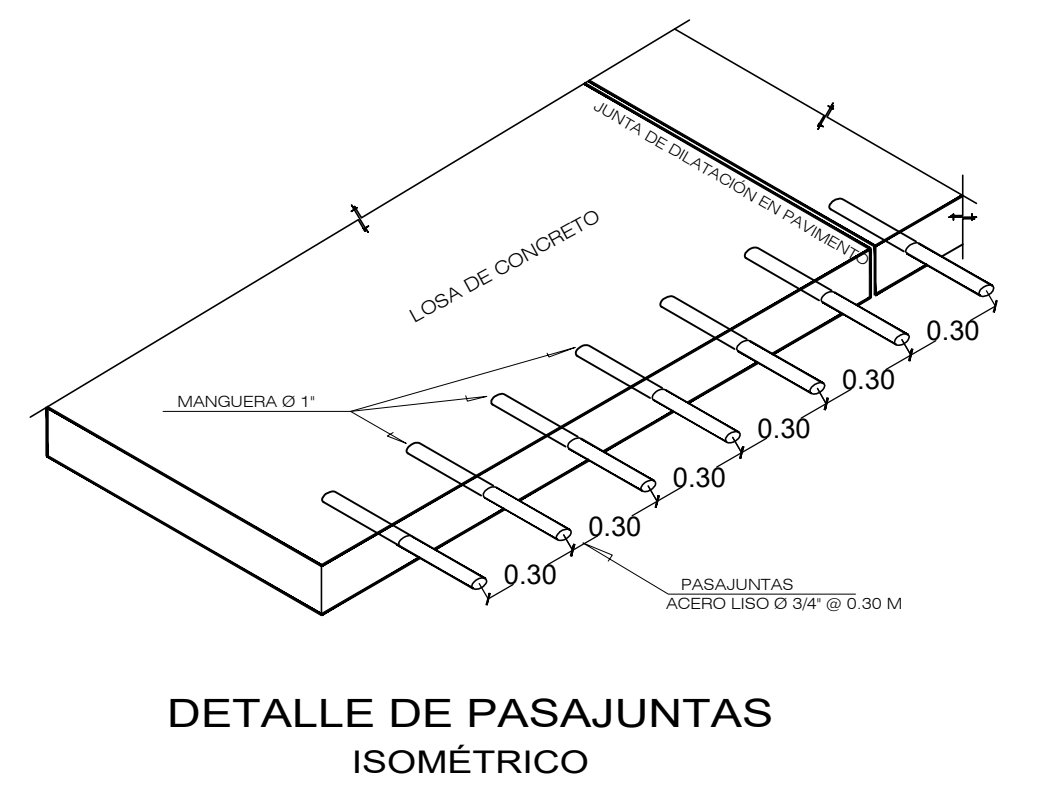 JUNTA DE DILATACIÓN EN PAVIMENTO
LOSA DE CONCRETO
MANGUERA Ø 1"
0.30
0.30
0.30
0.30
0.30
0.30
PASAJUNTAS
ACERO LISO Ø 3/4" @ 0.30 M
DETALLE DE PASAJUNTAS
ISOMÉTRICO